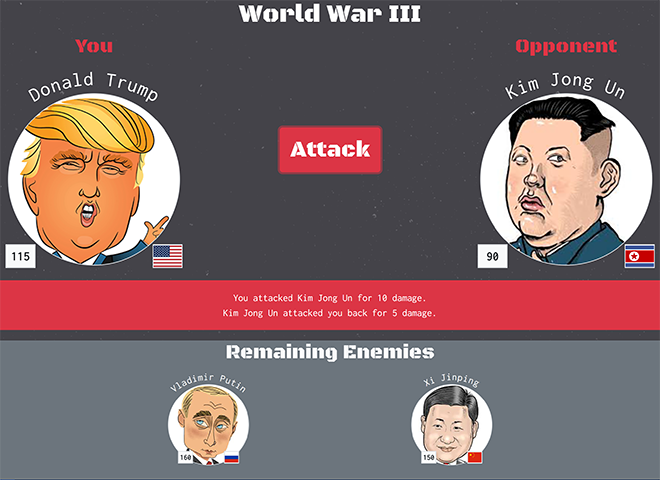 World War III
You
Opponent
Donald Trump
Kim Jong Un
Attack
115
90
You attacked Kim Jong Un for 10 damage.
Kim Jong Un attacked you back for 5 damage.
Remaining Enemies
Vladimir Putin
Xi Jinping
160
120